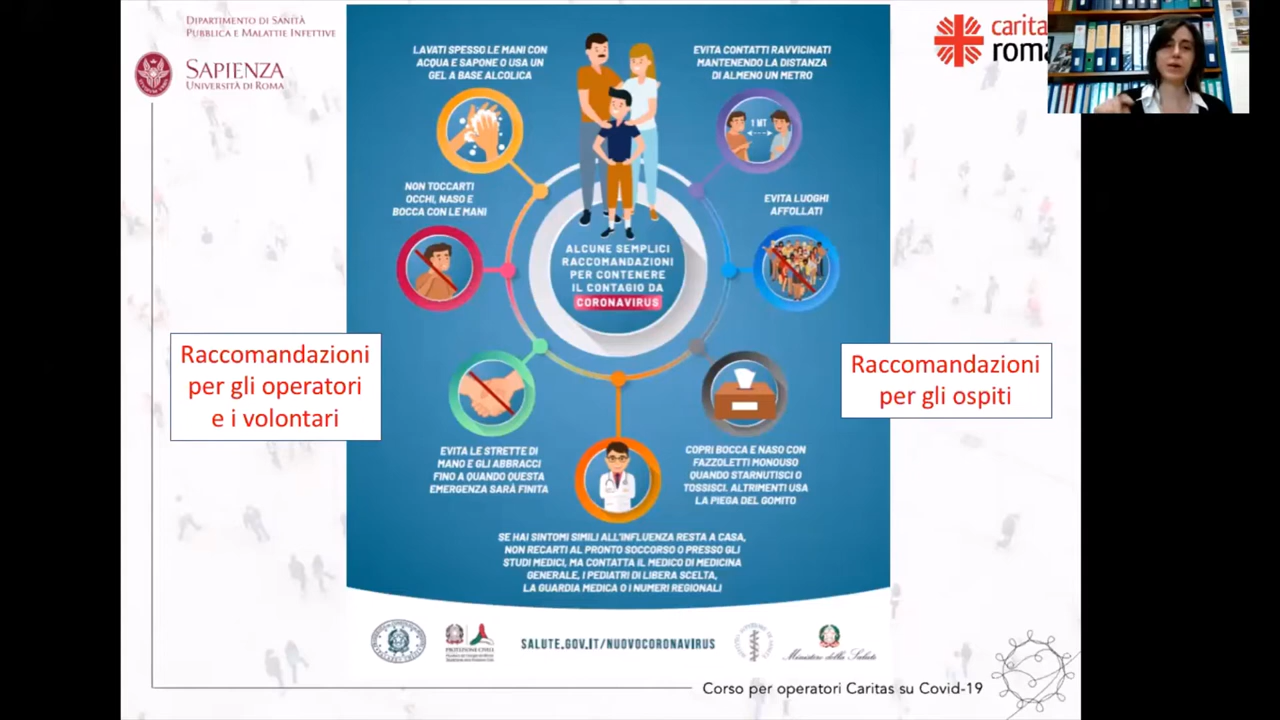 DIPARTIMENTO DI SANITÀ
PUBBLICA E MALATTIE INFETTIVE
SAPIENZA
UNIVERSITÀ DI ROMA
caritas
roma
LAVATI SPESSO LE MANI CON
ACQUA E SAPONE O USA UN
GEL A BASE ALCOLICA
EVITA CONTATTI RAVVICINATI
MANTENENDO LA DISTANZA
DI ALMENO UN METRO
1 MT
NON TOCCARTI
OCCHI, NASO E
BOCCA CON LE MANI
EVITA LUOGHI
AFFOLLATI
ALCUNE SEMPLICI
RACCOMANDAZIONI
PER CONTENERE
IL CONTAGIO DA
CORONAVIRUS
Raccomandazioni
per gli operatori
e i volontari
Raccomandazioni
per gli ospiti
EVITA LE STRETTE DI
MANO E GLI ABBRACCI
FINO A QUANDO QUESTA
EMERGENZA SARÀ FINITA
COPRI BOCCA E NASO CON
FAZZOLETTI MONOUSO
QUANDO STARNUTISCI O
TOSSISCI. ALTRIMENTI USA
LA PIEGA DEL GOMITO
SE HAI SINTOMI SIMILI ALL'INFLUENZA RESTA A CASA,
NON RECARTI AL PRONTO SOCCORSO O PRESSO GLI
STUDI MEDICI, MA CONTATTA IL MEDICO DI MEDICINA
GENERALE, I PEDIATRI DI LIBERA SCELTA,
LA GUARDIA MEDICA O I NUMERI REGIONALI
PROTEZIONE CIVILE
SALUTE.GOV.IT/NUOVOCORONAVIRUS
Ministero della Salute
Corso per operatori Caritas su Covid-19